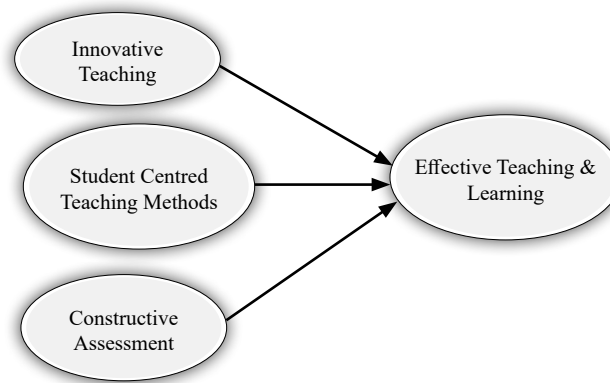 Innovative
Teaching
Student Centred
Teaching Methods
Effective Teaching &
Learning
Constructive
Assessment